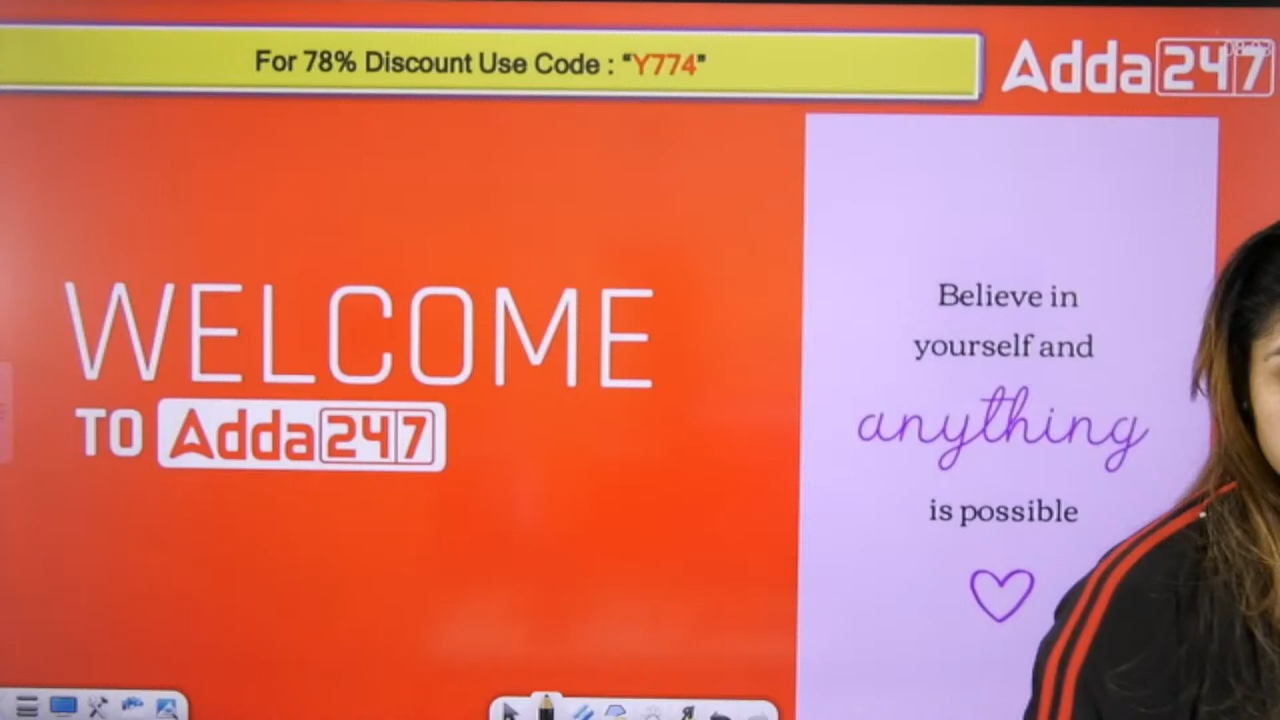 For 78% Discount Use Code : "Y774"
Adda247
WELCOME
TO Adda247
Believe in
yourself and
anything
is possible